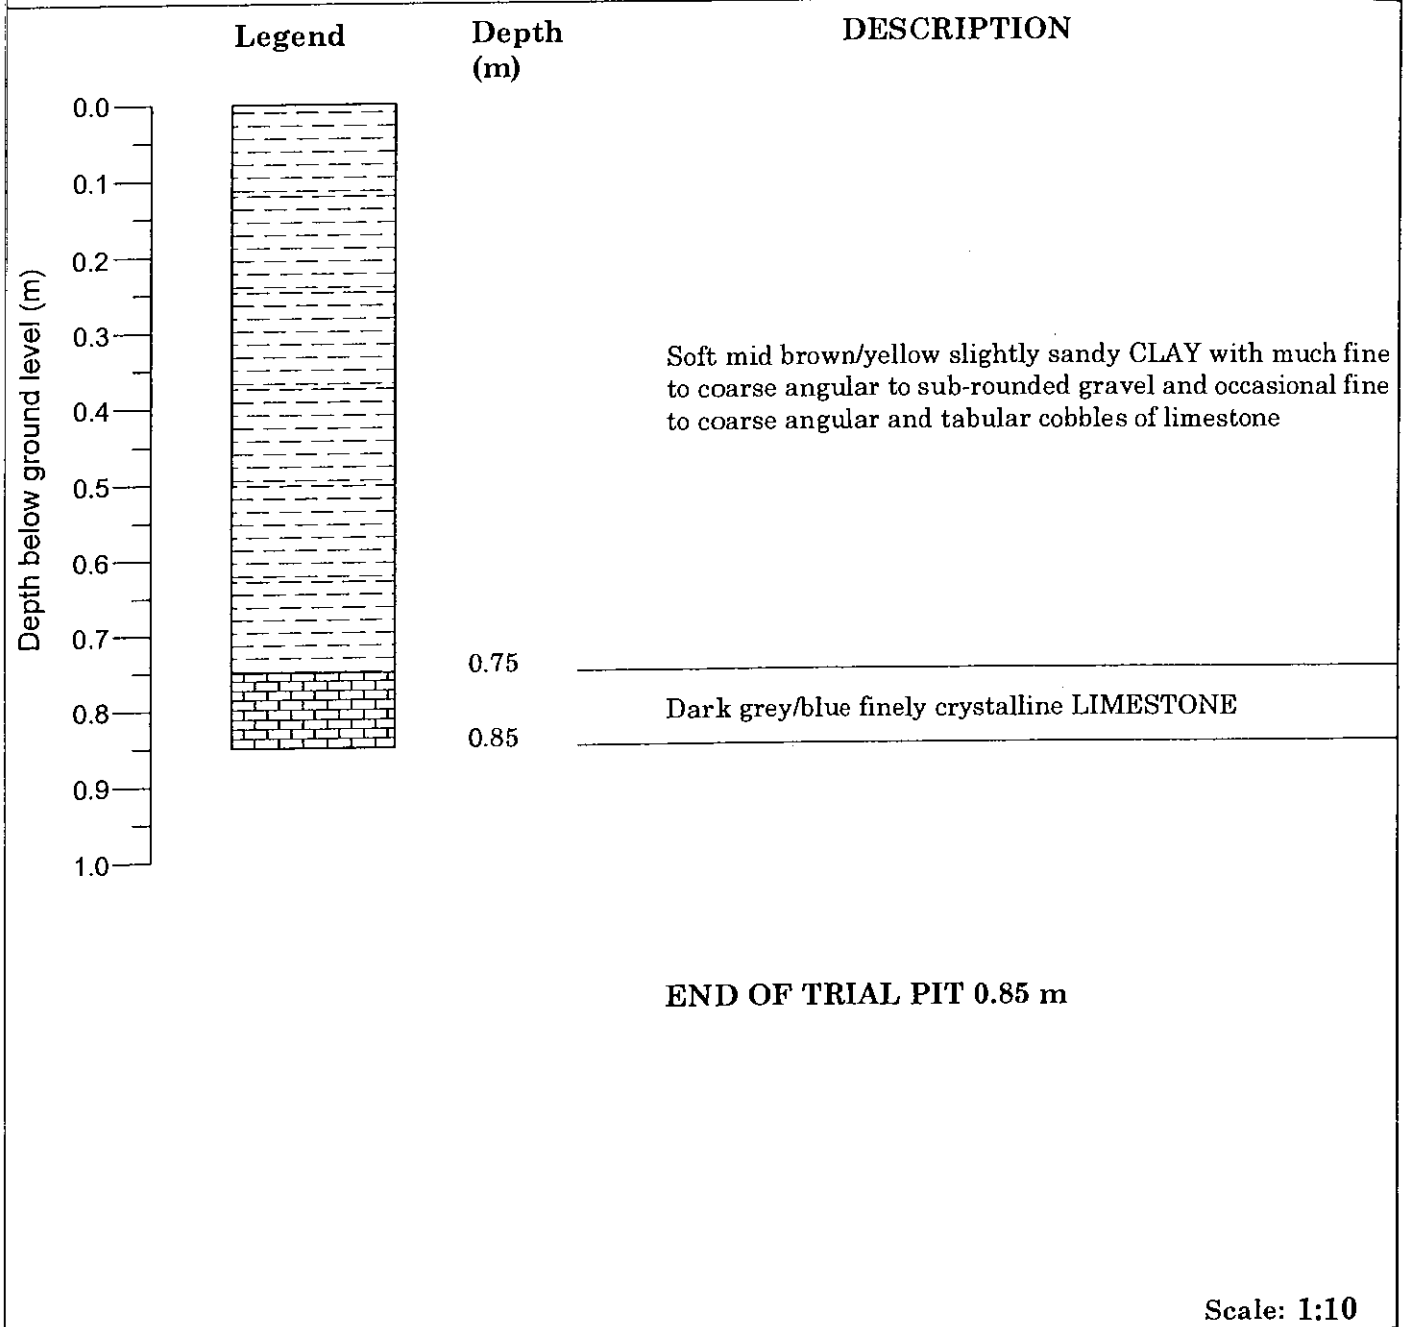 Legend Depth DESCRIPTION
(m)
Depth below ground level (m)
0.0
0.1
0.2
0.3
0.4
0.5
0.6
0.7
0.8
0.9
1.0
Soft mid brown/yellow slightly sandy CLAY with much fine
to coarse angular to sub-rounded gravel and occasional fine
to coarse angular and tabular cobbles of limestone
0.75
Dark grey/blue finely crystalline LIMESTONE
0.85
END OF TRIAL PIT 0.85 m
Scale: 1:10